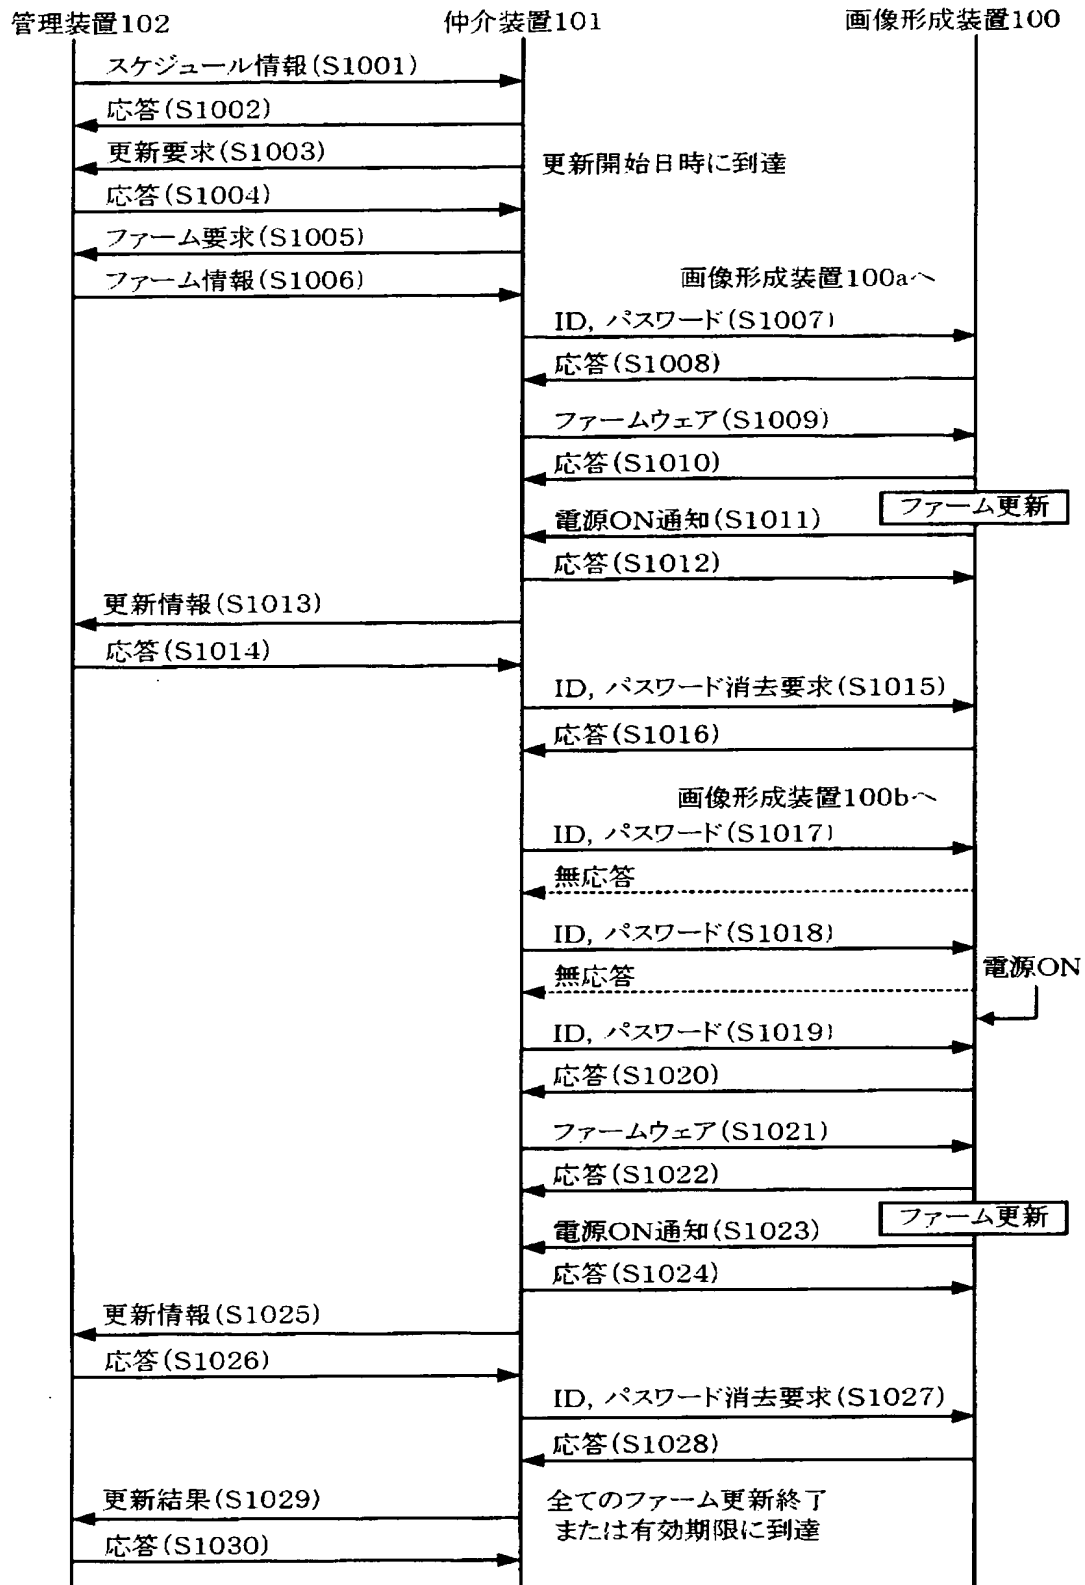 管理装置102
仲介装置101
画像形成装置100
スケジュール情報(S1001)
応答(S1002)
更新要求(S1003)
更新開始日時に到達
応答(S1004)
ファーム要求(S1005)
ファーム情報(S1006)
画像形成装置100aへ
ID, パスワード(S1007)
応答(S1008)
ファームウェア(S1009)
応答(S1010)
ファーム更新
電源ON通知(S1011)
応答(S1012)
更新情報(S1013)
応答(S1014)
ID, パスワード消去要求(S1015)
応答(S1016)
画像形成装置100bへ
ID, パスワード(S1017)
無応答
ID, パスワード(S1018)
電源ON
無応答
ID, パスワード(S1019)
応答(S1020)
ファームウェア(S1021)
応答(S1022)
ファーム更新
電源ON通知(S1023)
応答(S1024)
更新情報(S1025)
応答(S1026)
ID, パスワード消去要求(S1027)
応答(S1028)
更新結果(S1029)
全てのファーム更新終了
または有効期限に到達
応答(S1030)